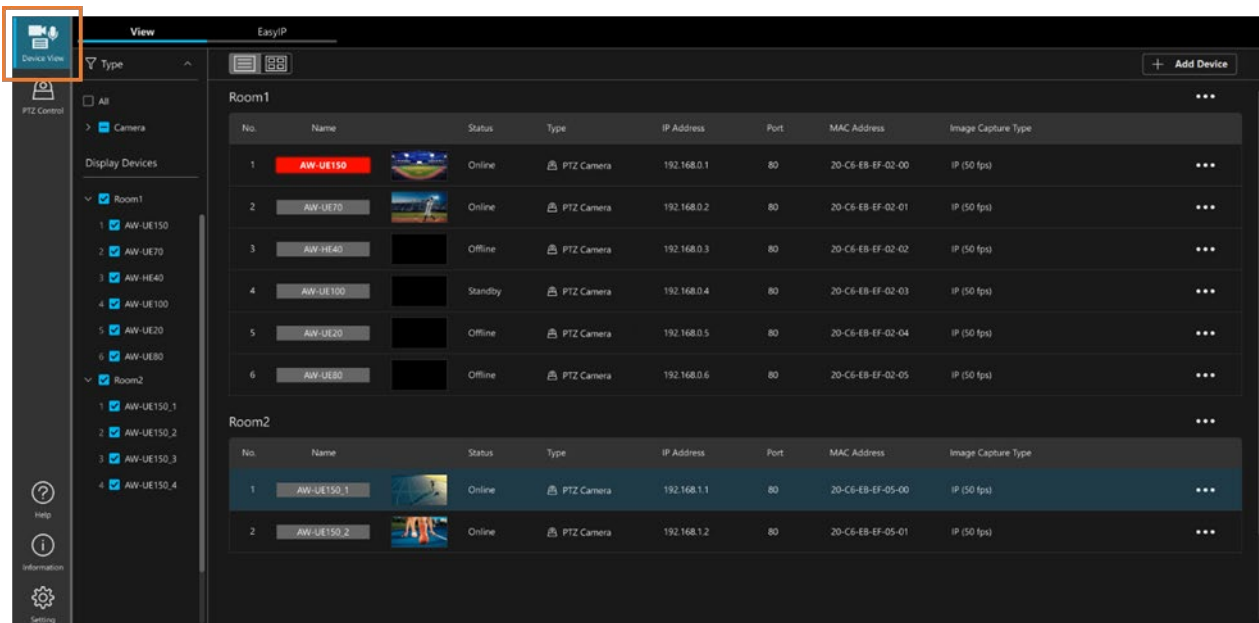 View EasyIP
Device View
PTZ Control
Type
All
Camera
Display Devices
Room1
1 AW-UE150
2 AW-UE70
3 AW-HE40
4 AW-UE100
5 AW-UE20
6 AW-UE80
Room2
1 AW-UE150_1
2 AW-UE150_2
3 AW-UE150_3
4 AW-UE150_4
Help
Information
Setting
+ Add Device
Room1
No. Name Status Type IP Address Port MAC Address Image Capture Type
1 AW-UE150 Online PTZ Camera 192.168.0.1 80 20-C6-EB-EF-02-00 IP (50 fps)
2 AW-UE70 Online PTZ Camera 192.168.0.2 80 20-C6-EB-EF-02-01 IP (50 fps)
3 AW-HE40 Offline PTZ Camera 192.168.0.3 80 20-C6-EB-EF-02-02 IP (50 fps)
4 AW-UE100 Standby PTZ Camera 192.168.0.4 80 20-C6-EB-EF-02-03 IP (50 fps)
5 AW-UE20 Offline PTZ Camera 192.168.0.5 80 20-C6-EB-EF-02-04 IP (50 fps)
6 AW-UE80 Offline PTZ Camera 192.168.0.6 80 20-C6-EB-EF-02-05 IP (50 fps)
Room2
No. Name Status Type IP Address Port MAC Address Image Capture Type
1 AW-UE150_1 Online PTZ Camera 192.168.1.1 80 20-C6-EB-EF-05-00 IP (50 fps)
2 AW-UE150_2 Online PTZ Camera 192.168.1.2 80 20-C6-EB-EF-05-01 IP (50 fps)